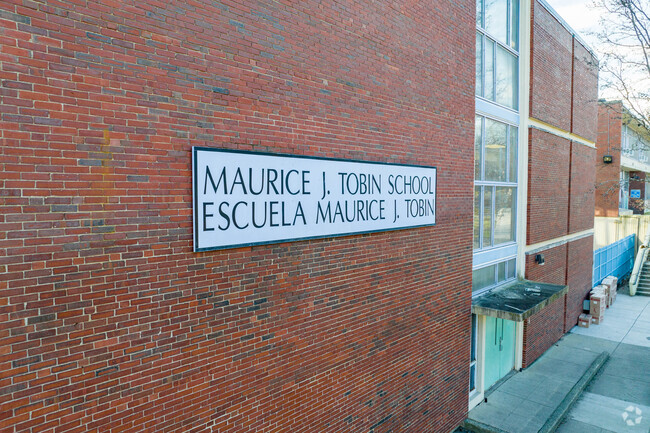 MAURICE J. TOBIN SCHOOL
ESCUELA MAURICE J. TOBIN